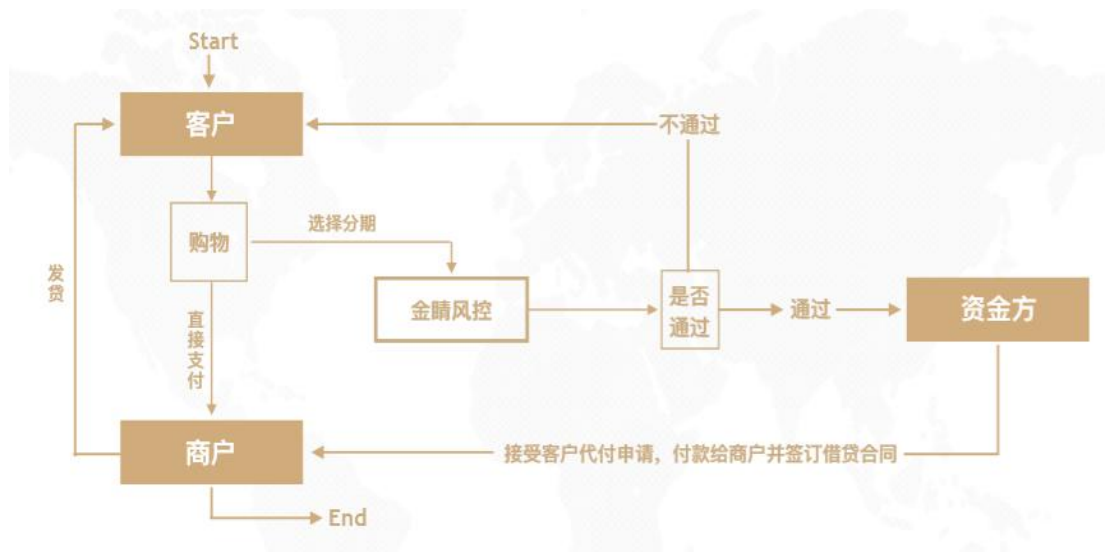 Start
客户
不通过
购物
选择分期
发贷
金睛风控
是否
通过
通过
资金方
直接支付
商户
接受客户代付申请，付款给商户并签订借贷合同
End